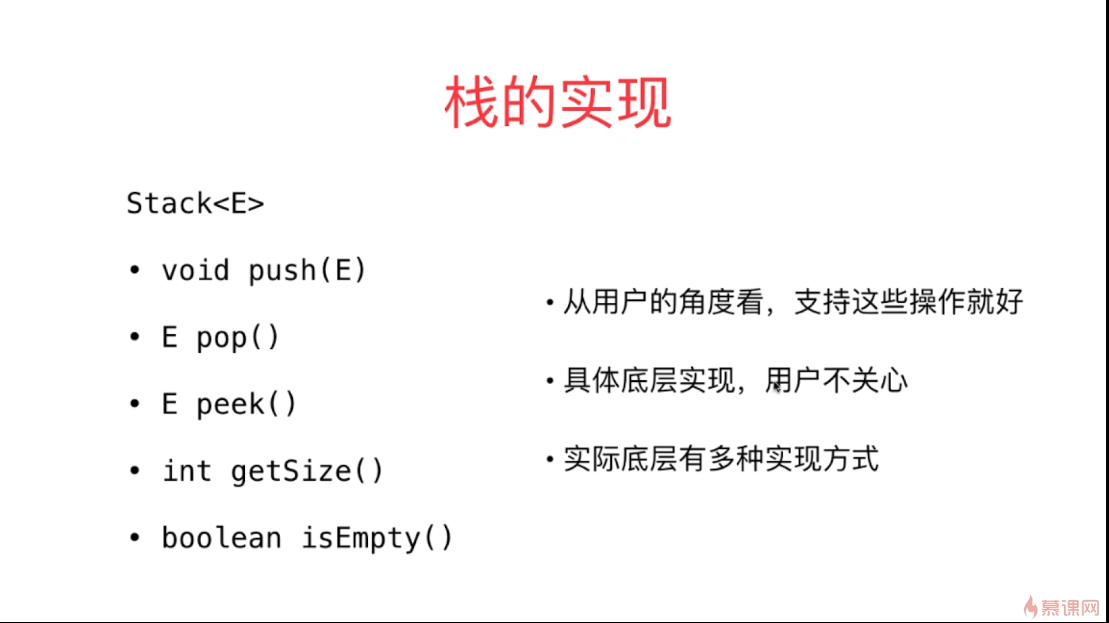 栈的实现
Stack<E>
• void push(E)
• E pop()
• E peek()
• int getSize()
• boolean isEmpty()
• 从用户的角度看，支持这些操作就好
• 具体底层实现，用户不关心
• 实际底层有多种实现方式
慕课网